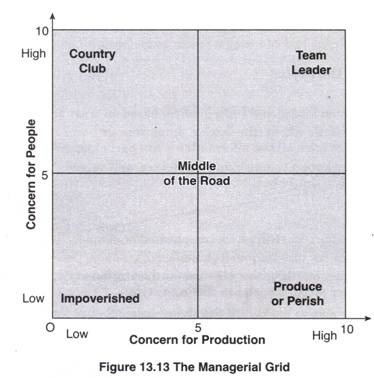 10
High
Country
Club
Team
Leader
Concern for People
5
Middle
of the Road
Low
Impoverished
Produce
or Perish
O
Low
5
Concern for Production
High
10
Figure 13.13 The Managerial Grid